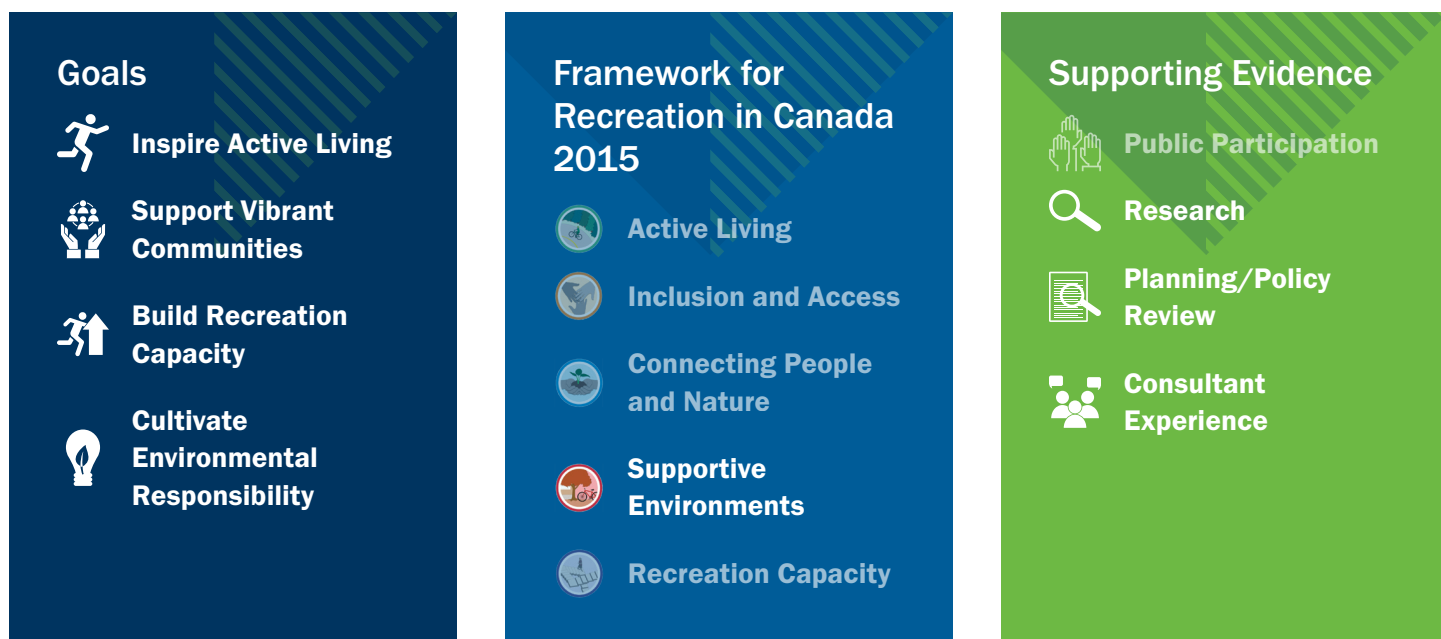 Goals
Inspire Active Living
Support Vibrant
Communities
Build Recreation
Capacity
Cultivate
Environmental
Responsibility
Framework for
Recreation in Canada
2015
Active Living
Inclusion and Access
Connecting People
and Nature
Supportive
Environments
Recreation Capacity
Supporting Evidence
Public Participation
Research
Planning/Policy
Review
Consultant
Experience